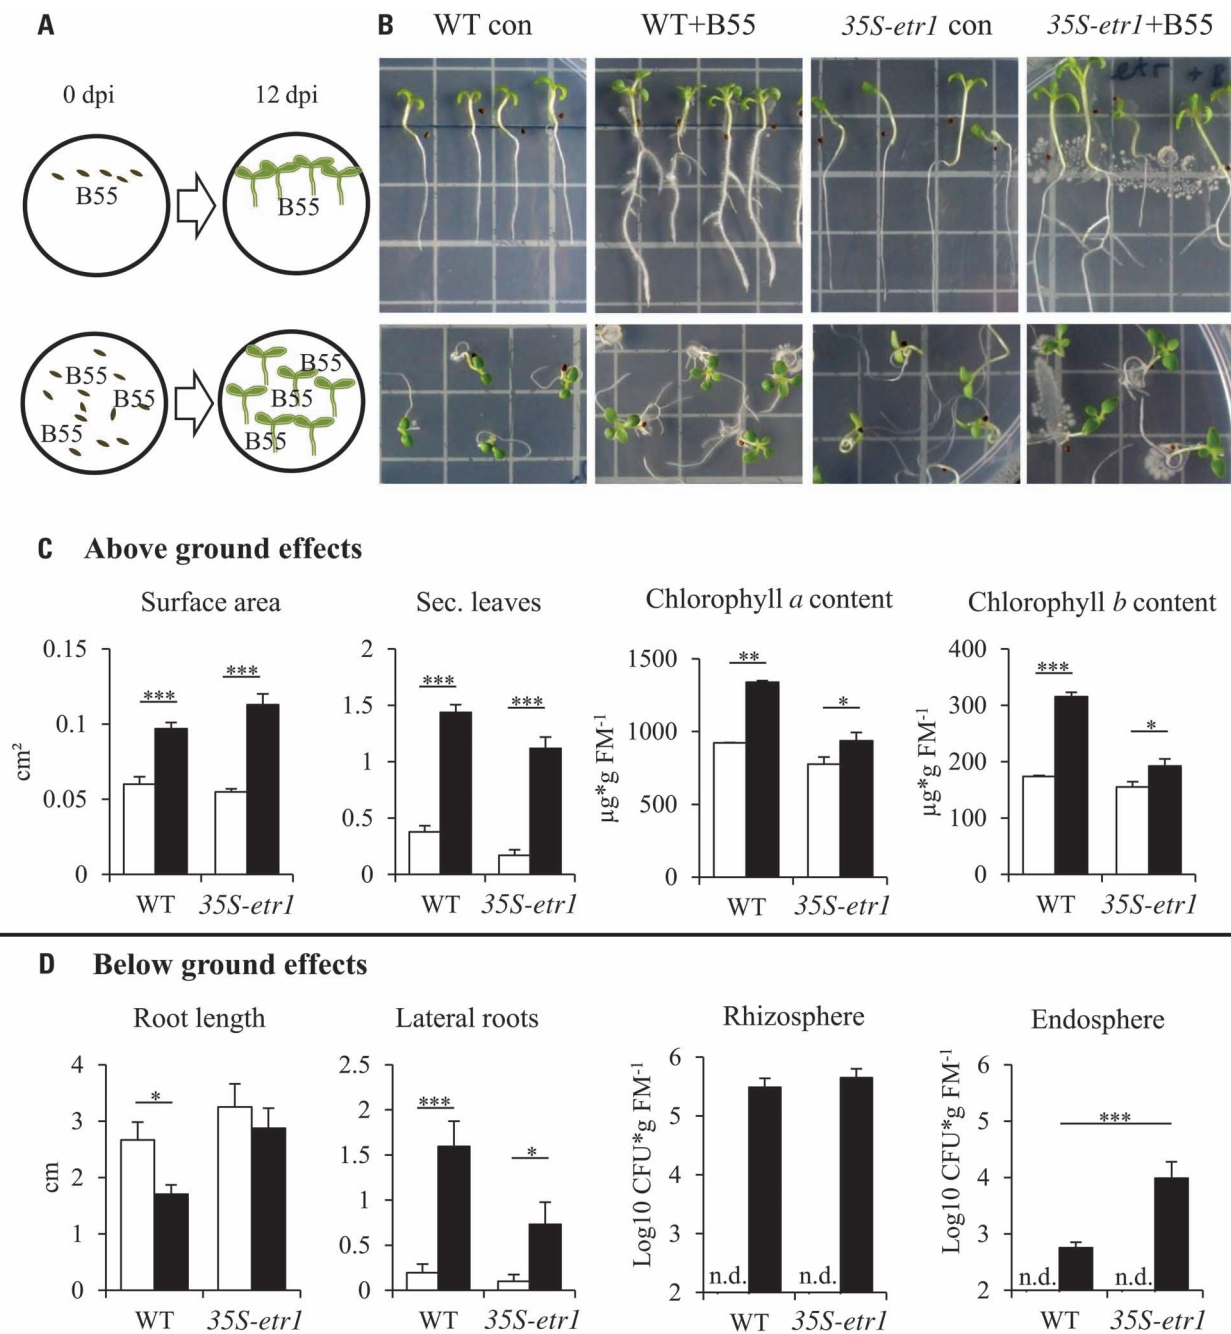 A
B
WT con
WT+B55
35S-etr1 con
35S-etr1+B55
0 dpi
12 dpi
etr + B
B55
B55
B55
B55
B55
B55
B55
B55
C Above ground effects
Surface area
Sec. leaves
Chlorophyll a content
Chlorophyll b content
cm²
0.15
0.1
0.05
0
***
***
WT
35S-etr1
2
1.5
1
0.5
0
***
***
WT
35S-etr1
µg*g FM⁻¹
1500
1000
500
0
**
*
WT
35S-etr1
µg*g FM⁻¹
400
300
200
100
0
***
*
WT
35S-etr1
D Below ground effects
Root length
Lateral roots
Rhizosphere
Endosphere
cm
4
3
2
1
0
*
WT
35S-etr1
2.5
2
1.5
1
0.5
0
***
*
WT
35S-etr1
Log10 CFU*g FM⁻¹
6
5
4
3
2
n.d.
n.d.
WT
35S-etr1
Log10 CFU*g FM⁻¹
6
5
4
3
2
***
n.d.
n.d.
WT
35S-etr1